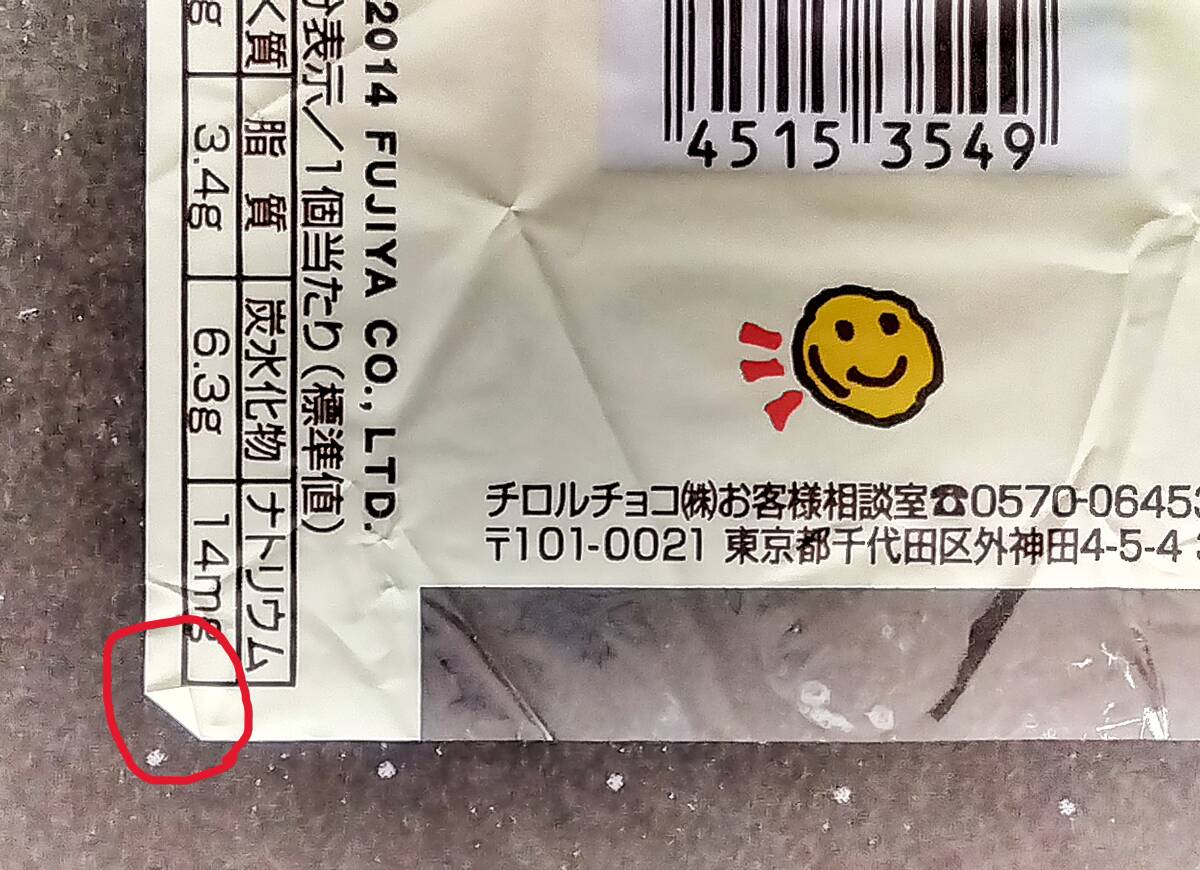 4515 3549
チロルチョコ㈱お客様相談室☎0570-06453
〒101-0021 東京都千代田区外神田4-5-4
2014 FUJIYA CO., LTD.
表示/1個当たり(標準値)
質 脂質 炭水化物 ナトリウム
g 3.4g 6.3g 14mg